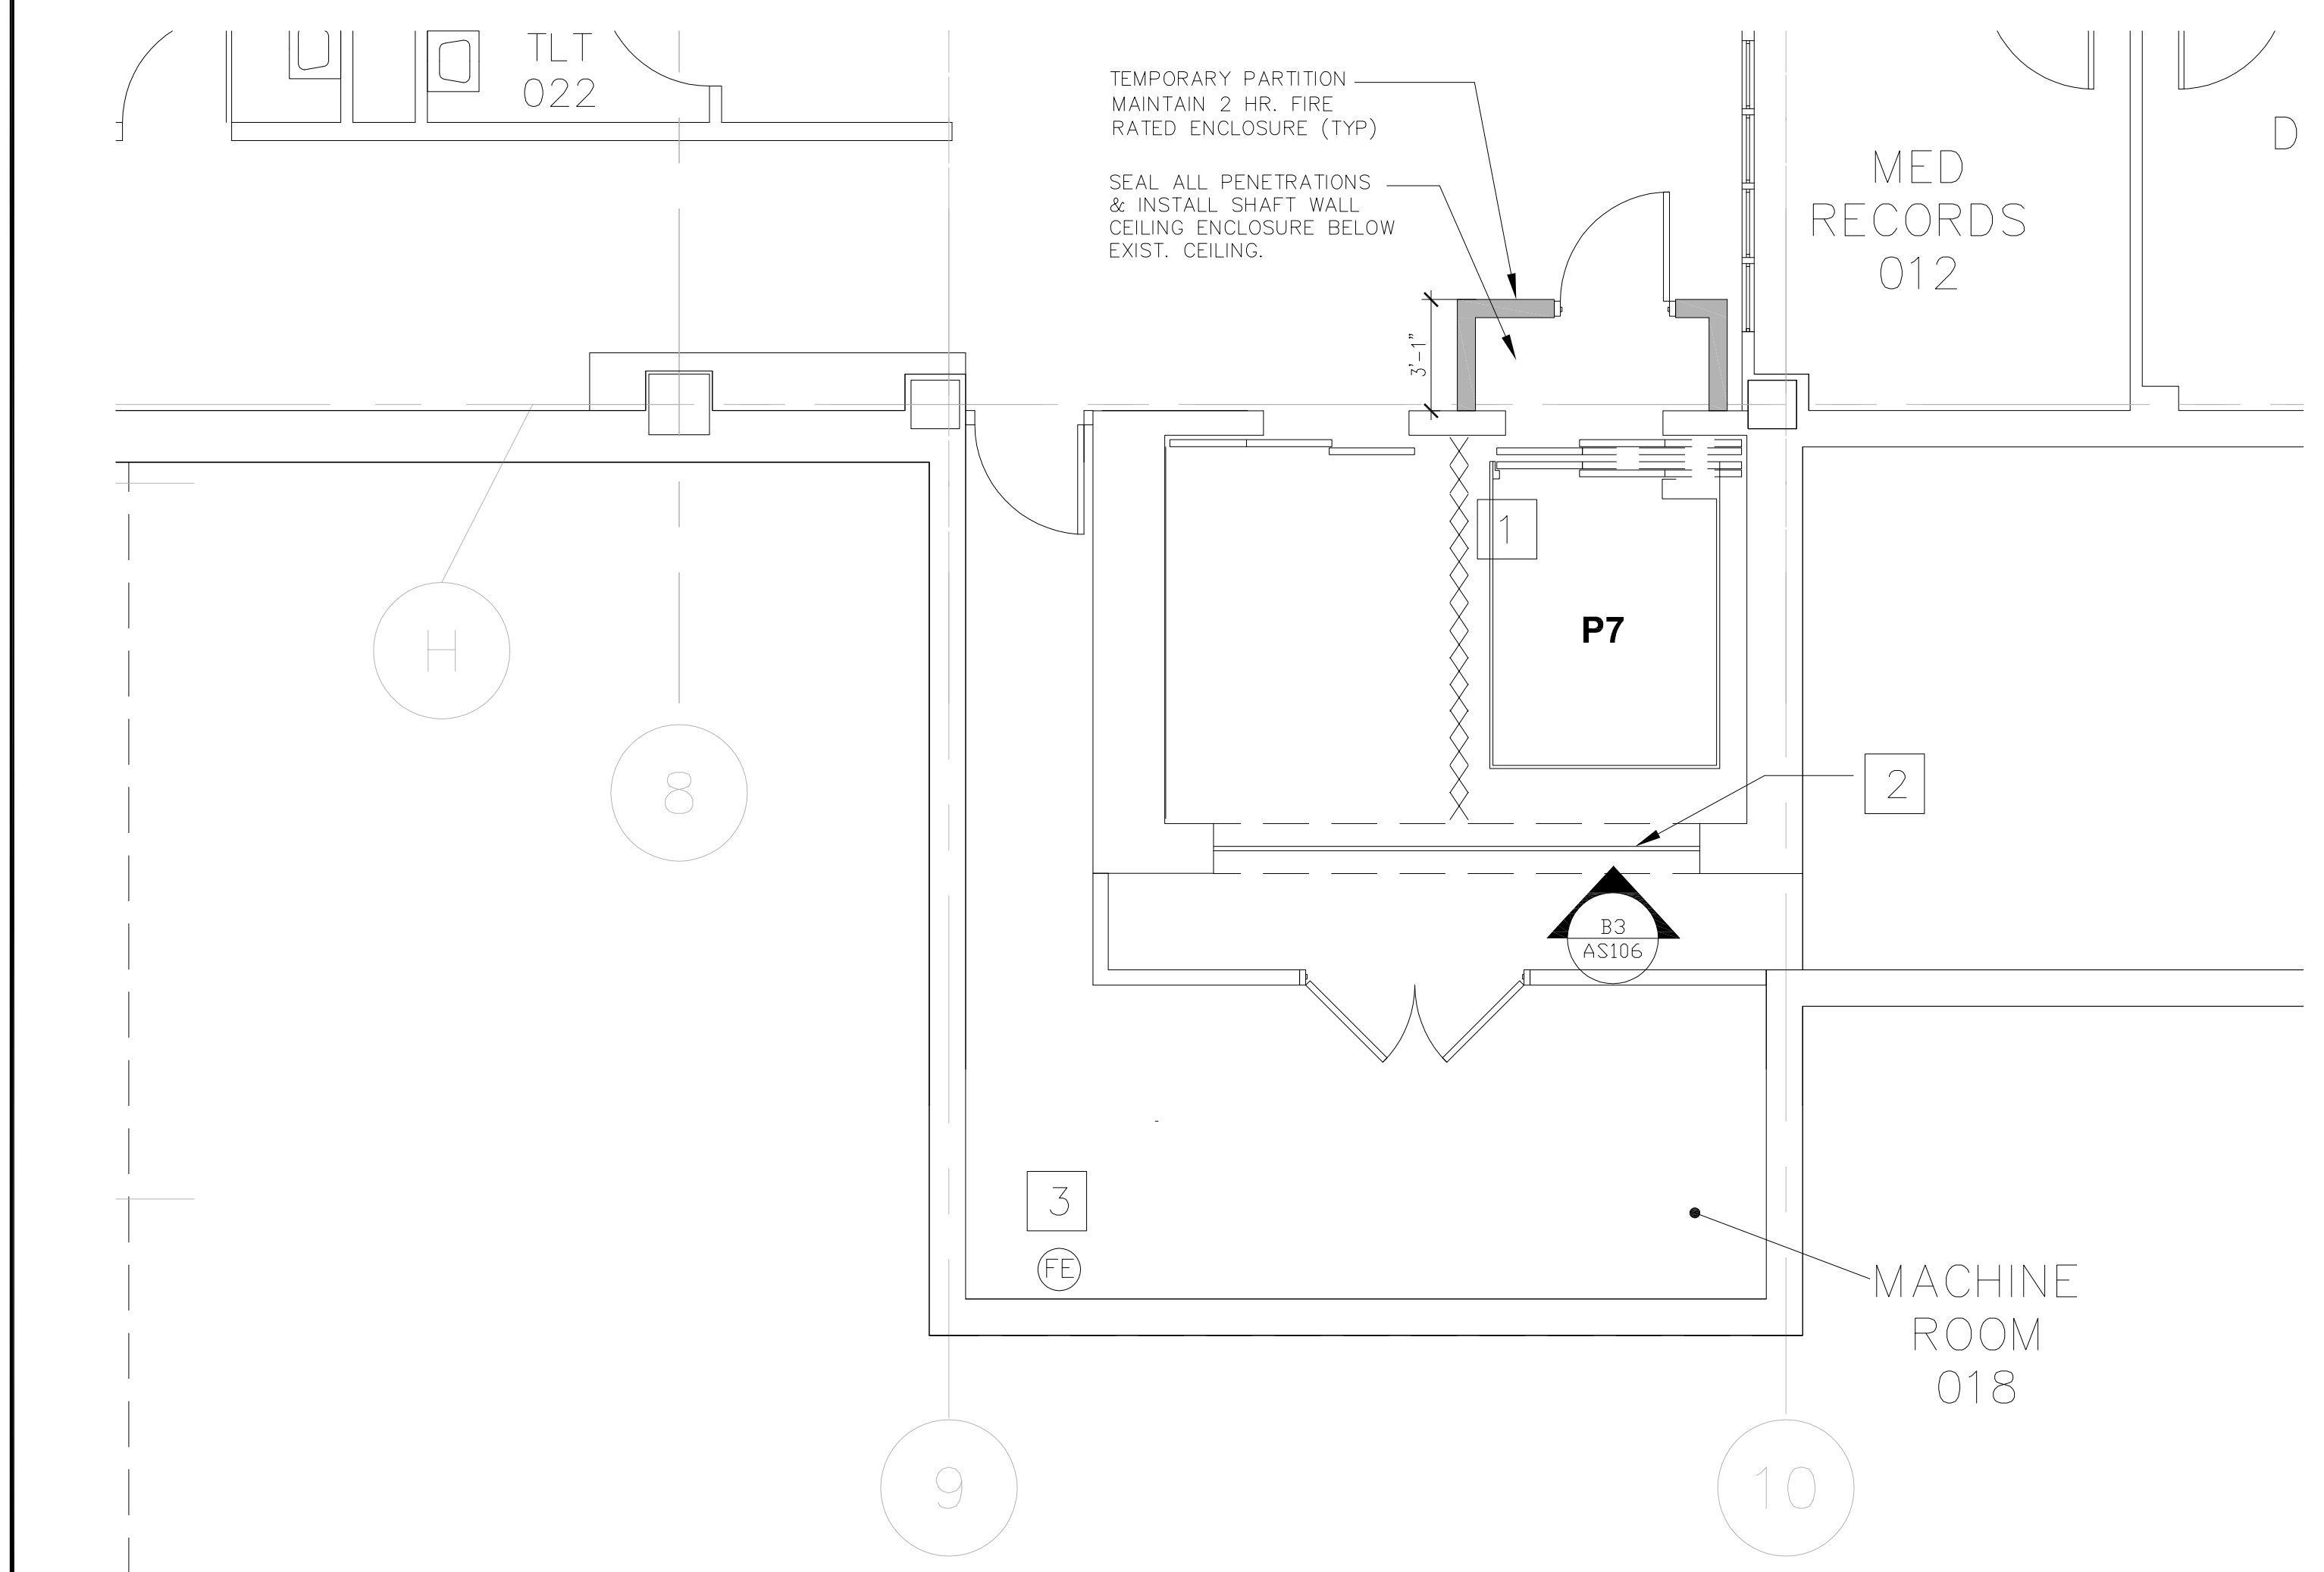 TLT
022
TEMPORARY PARTITION
MAINTAIN 2 HR. FIRE
RATED ENCLOSURE (TYP)
SEAL ALL PENETRATIONS
& INSTALL SHAFT WALL
CEILING ENCLOSURE BELOW
EXIST. CEILING.
MED
RECORDS
012
D
3'-1"
1
H
P7
8
2
B3
AS106
3
FE
MACHINE
ROOM
018
9
10